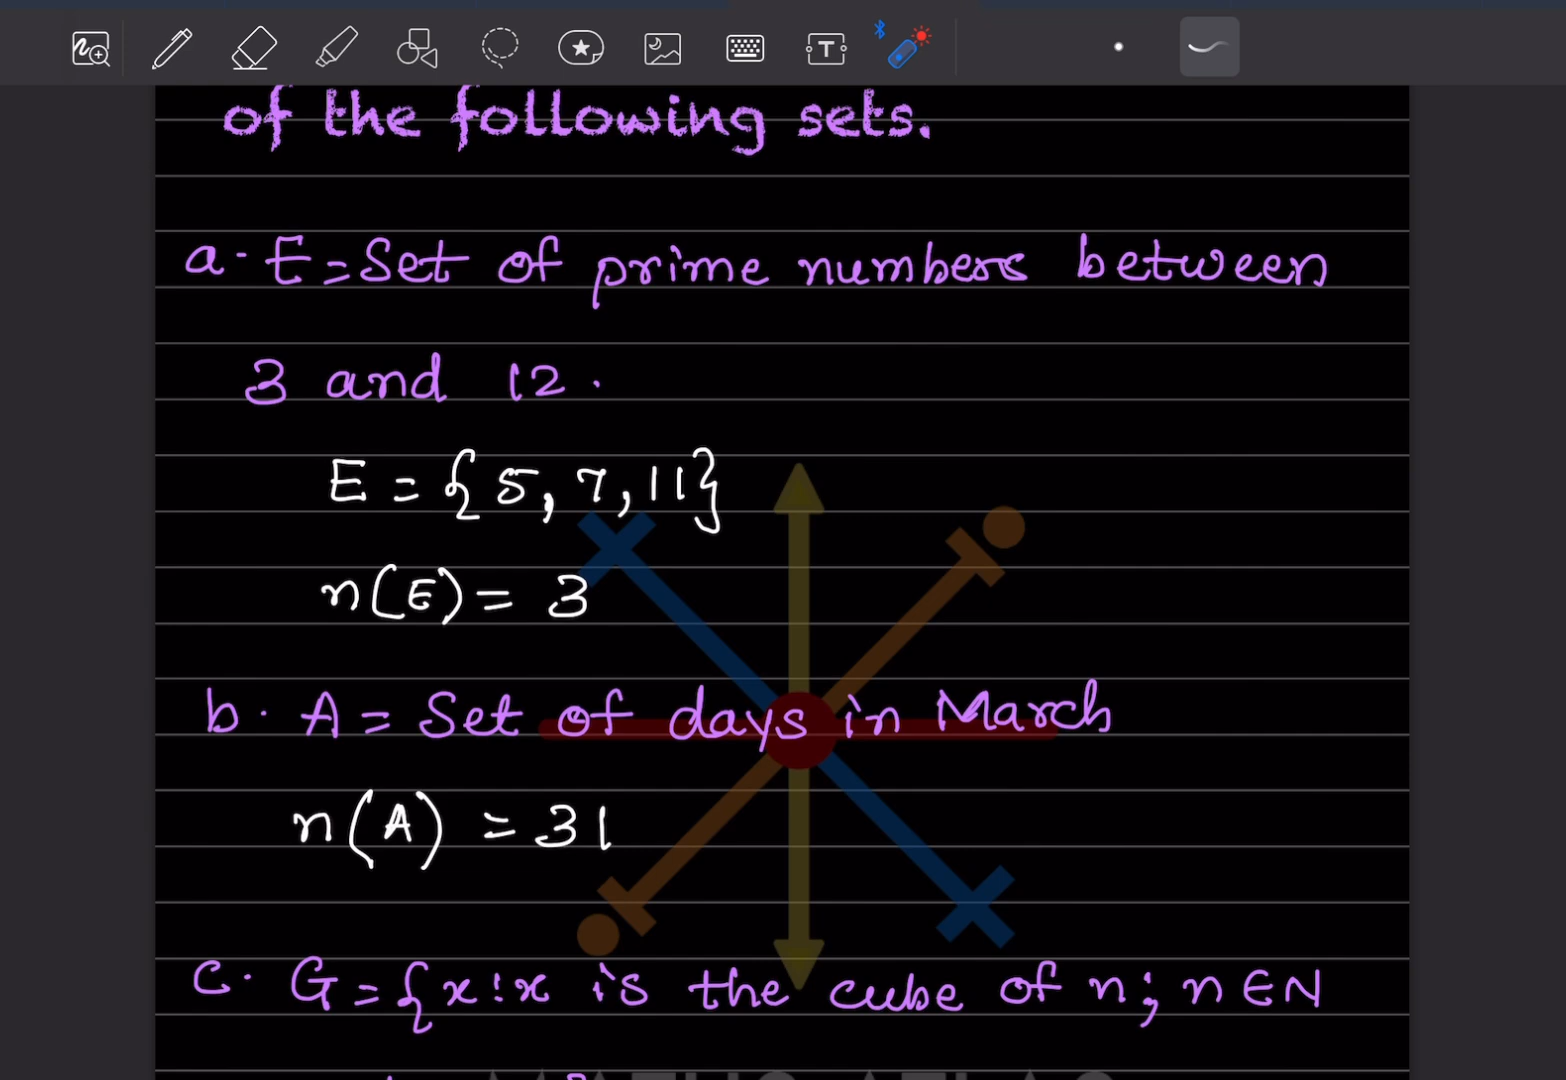 of the following sets.
a. E = Set of prime numbers between
3 and 12.
E = {5, 7, 11}
n(E) = 3
b. A = Set of days in March
n(A) = 31
c. G = {x : x is the cube of n; n ∈ N